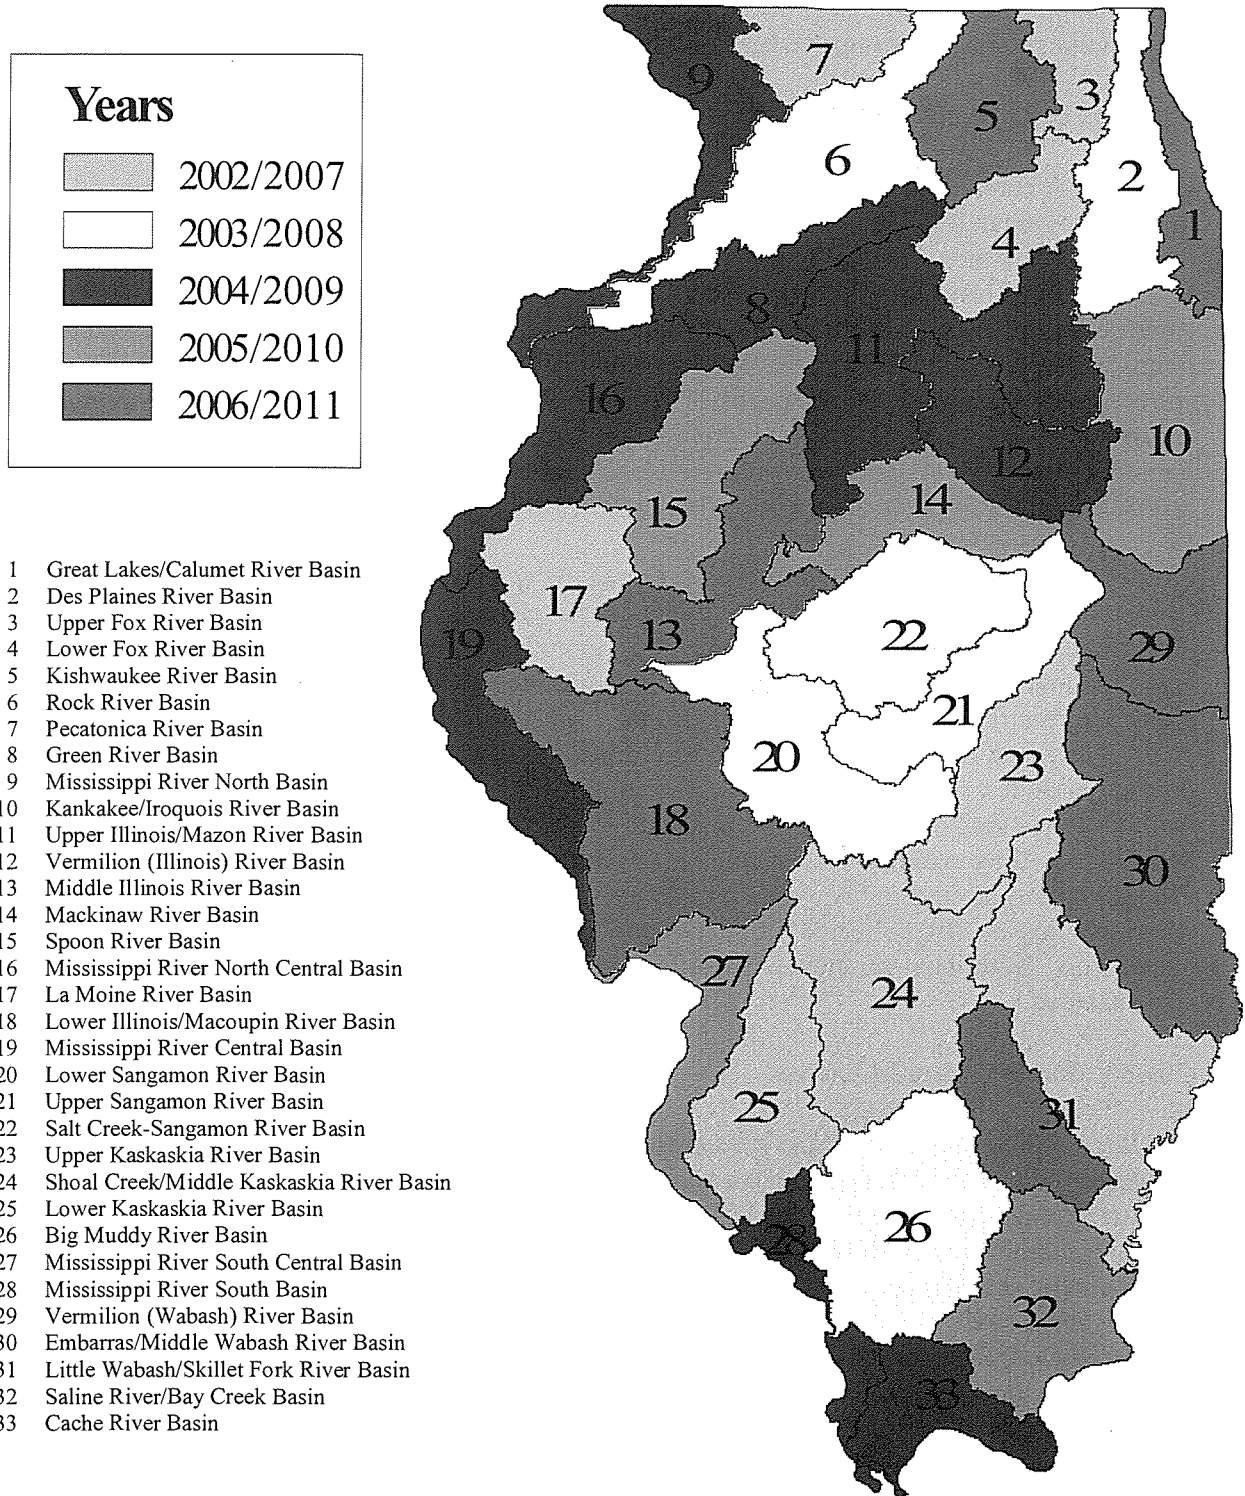 Years
2002/2007
2003/2008
2004/2009
2005/2010
2006/2011
1 Great Lakes/Calumet River Basin
2 Des Plaines River Basin
3 Upper Fox River Basin
4 Lower Fox River Basin
5 Kishwaukee River Basin
6 Rock River Basin
7 Pecatonica River Basin
8 Green River Basin
9 Mississippi River North Basin
10 Kankakee/Iroquois River Basin
11 Upper Illinois/Mazon River Basin
12 Vermilion (Illinois) River Basin
13 Middle Illinois River Basin
14 Mackinaw River Basin
15 Spoon River Basin
16 Mississippi River North Central Basin
17 La Moine River Basin
18 Lower Illinois/Macoupin River Basin
19 Mississippi River Central Basin
20 Lower Sangamon River Basin
21 Upper Sangamon River Basin
22 Salt Creek-Sangamon River Basin
23 Upper Kaskaskia River Basin
24 Shoal Creek/Middle Kaskaskia River Basin
25 Lower Kaskaskia River Basin
26 Big Muddy River Basin
27 Mississippi River South Central Basin
28 Mississippi River South Basin
29 Vermilion (Wabash) River Basin
30 Embarras/Middle Wabash River Basin
31 Little Wabash/Skillet Fork River Basin
32 Saline River/Bay Creek Basin
33 Cache River Basin
7
9
3
5
6
2
1
4
8
11
16
10
12
14
15
17
13
22
19
29
21
20
23
18
30
27
24
25
31
26
28
32
33